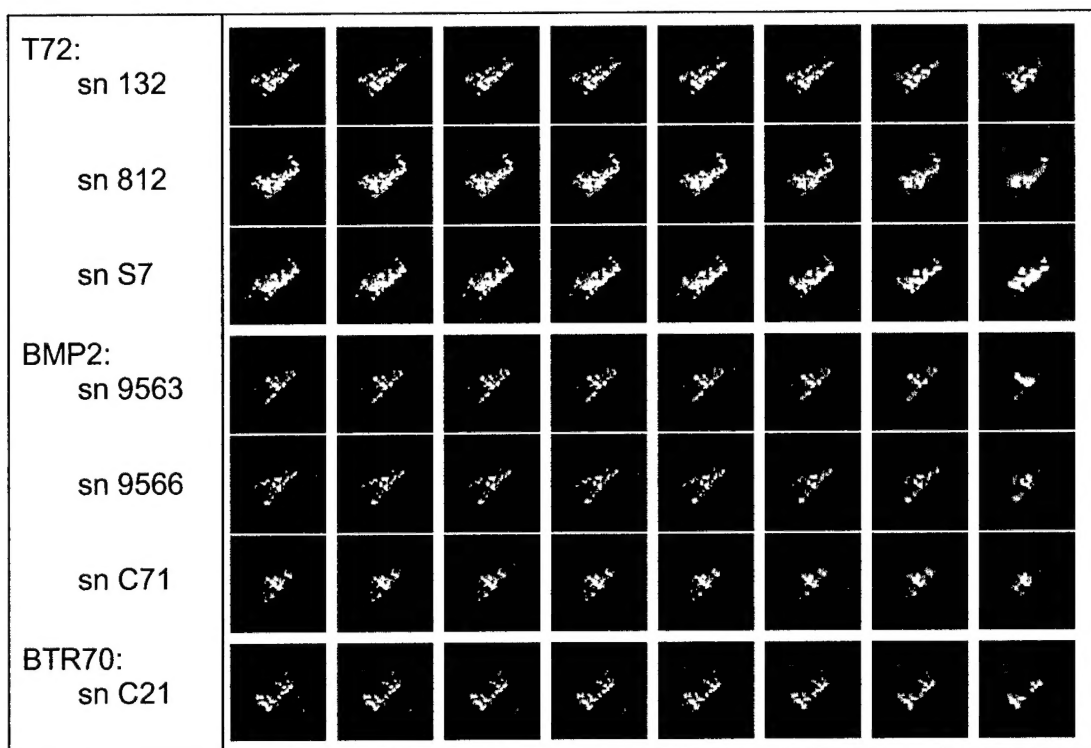 T72:
sn 132
sn 812
sn S7
BMP2:
sn 9563
sn 9566
sn C71
BTR70:
sn C21